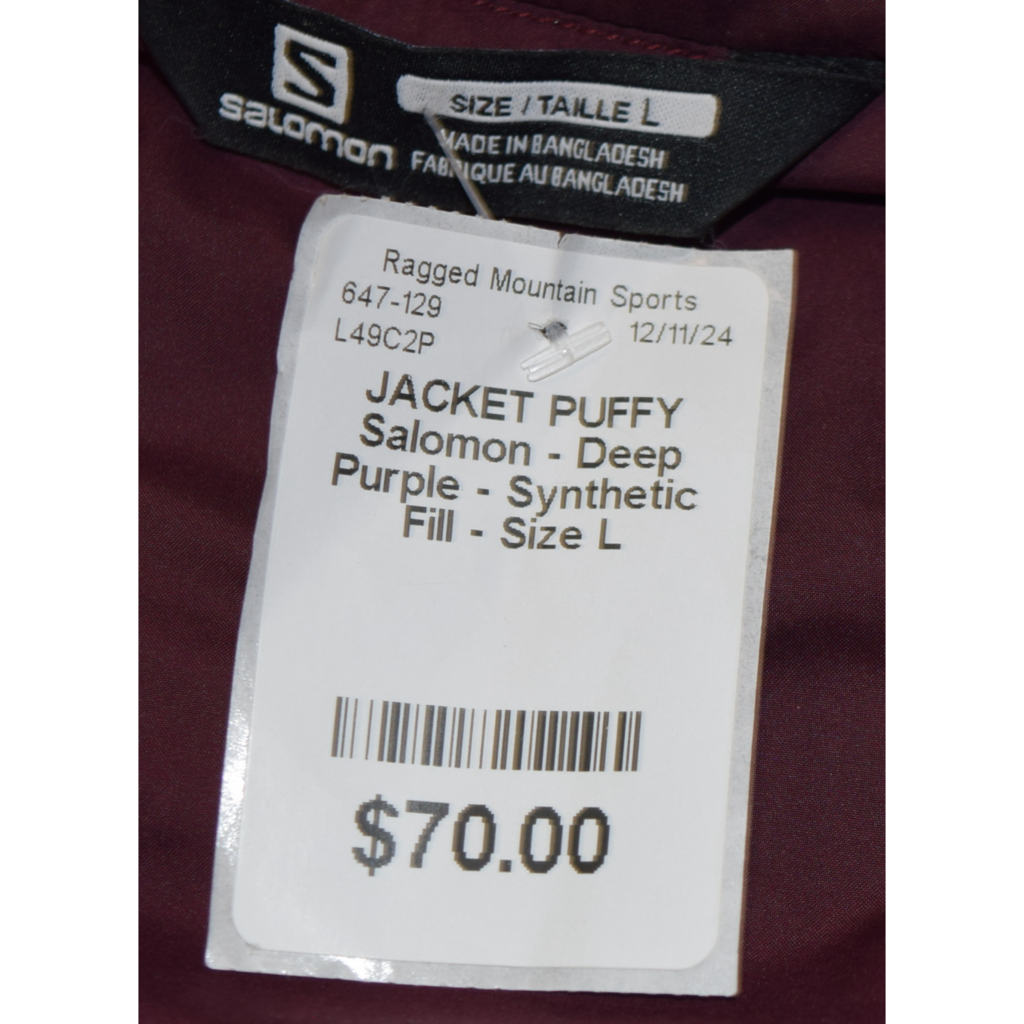 S
SALOMON
SIZE / TAILLE L
MADE IN BANGLADESH
FABRIQUE AU BANGLADESH
Ragged Mountain Sports
647-129
12/11/24
L49C2P
JACKET PUFFY
Salomon - Deep
Purple - Synthetic
Fill - Size L
$70.00